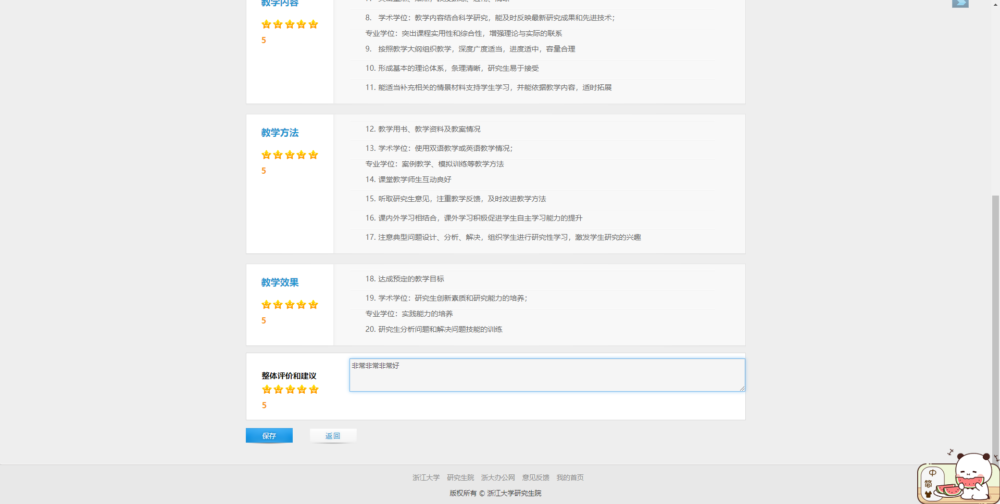 教学内容
5
8. 学术学位：教学内容结合科学研究，能及时反映最新研究成果和先进技术；
专业学位：突出课程实用性和综合性，增强理论与实际的联系
9. 按照教学大纲组织教学，深度广度适当，进度适中，容量合理
10. 形成基本的理论体系，条理清晰，研究生易于接受
11. 能适当补充相关的情景材料支持学生学习，并能依据教学内容，适时拓展
教学方法
5
12. 教学用书、教学资料及教案情况
13. 学术学位：使用双语教学或英语教学情况；
专业学位：案例教学、模拟训练等教学方法
14. 课堂教学师生互动良好
15. 听取研究生意见，注重教学反馈，及时改进教学方法
16. 课内外学习相结合，课外学习积极促进学生自主学习能力的提升
17. 注意典型问题设计、分析、解决，组织学生进行研究性学习，激发学生研究的兴趣
教学效果
5
18. 达成预定的教学目标
19. 学术学位：研究生创新素质和研究能力的培养；
专业学位：实践能力的培养
20. 研究生分析问题和解决问题技能的训练
整体评价和建议
5
非常非常非常好
保存 返回
浙江大学 研究生院 浙大办公网 意见反馈 我的首页
版权所有 © 浙江大学研究生院
中
简